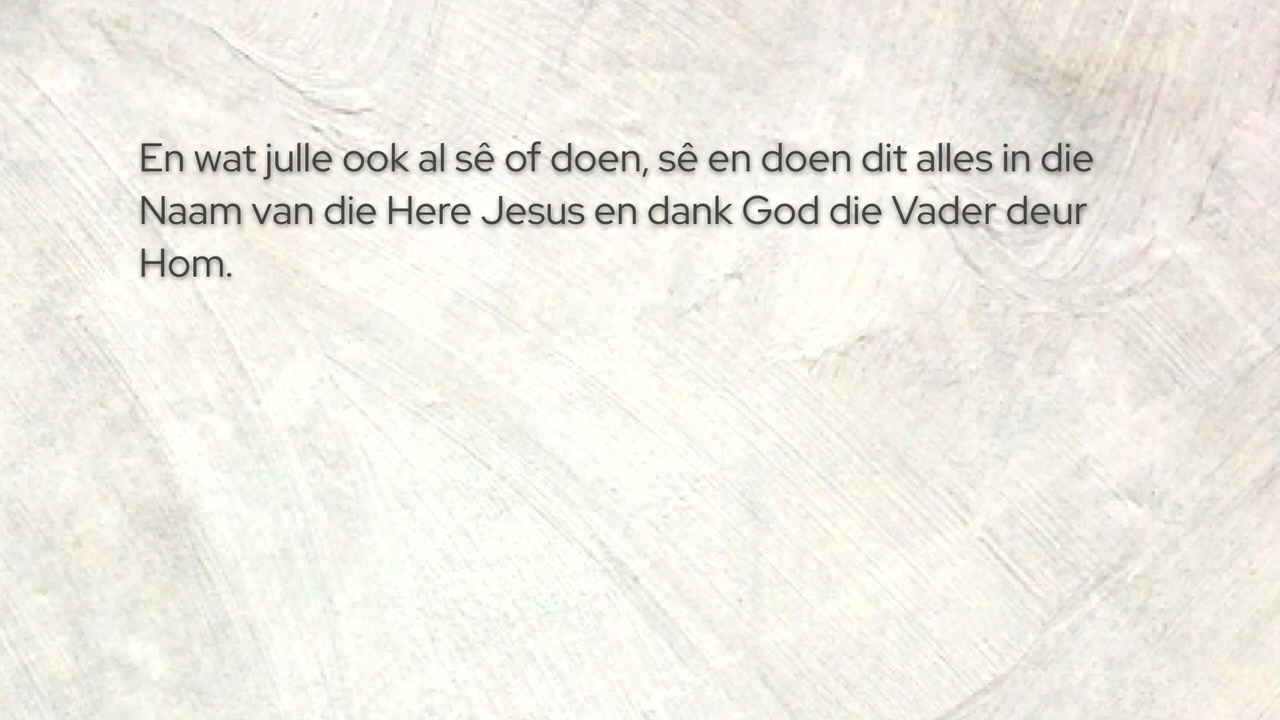 En wat julle ook al sê of doen, sê en doen dit alles in die
Naam van die Here Jesus en dank God die Vader deur
Hom.